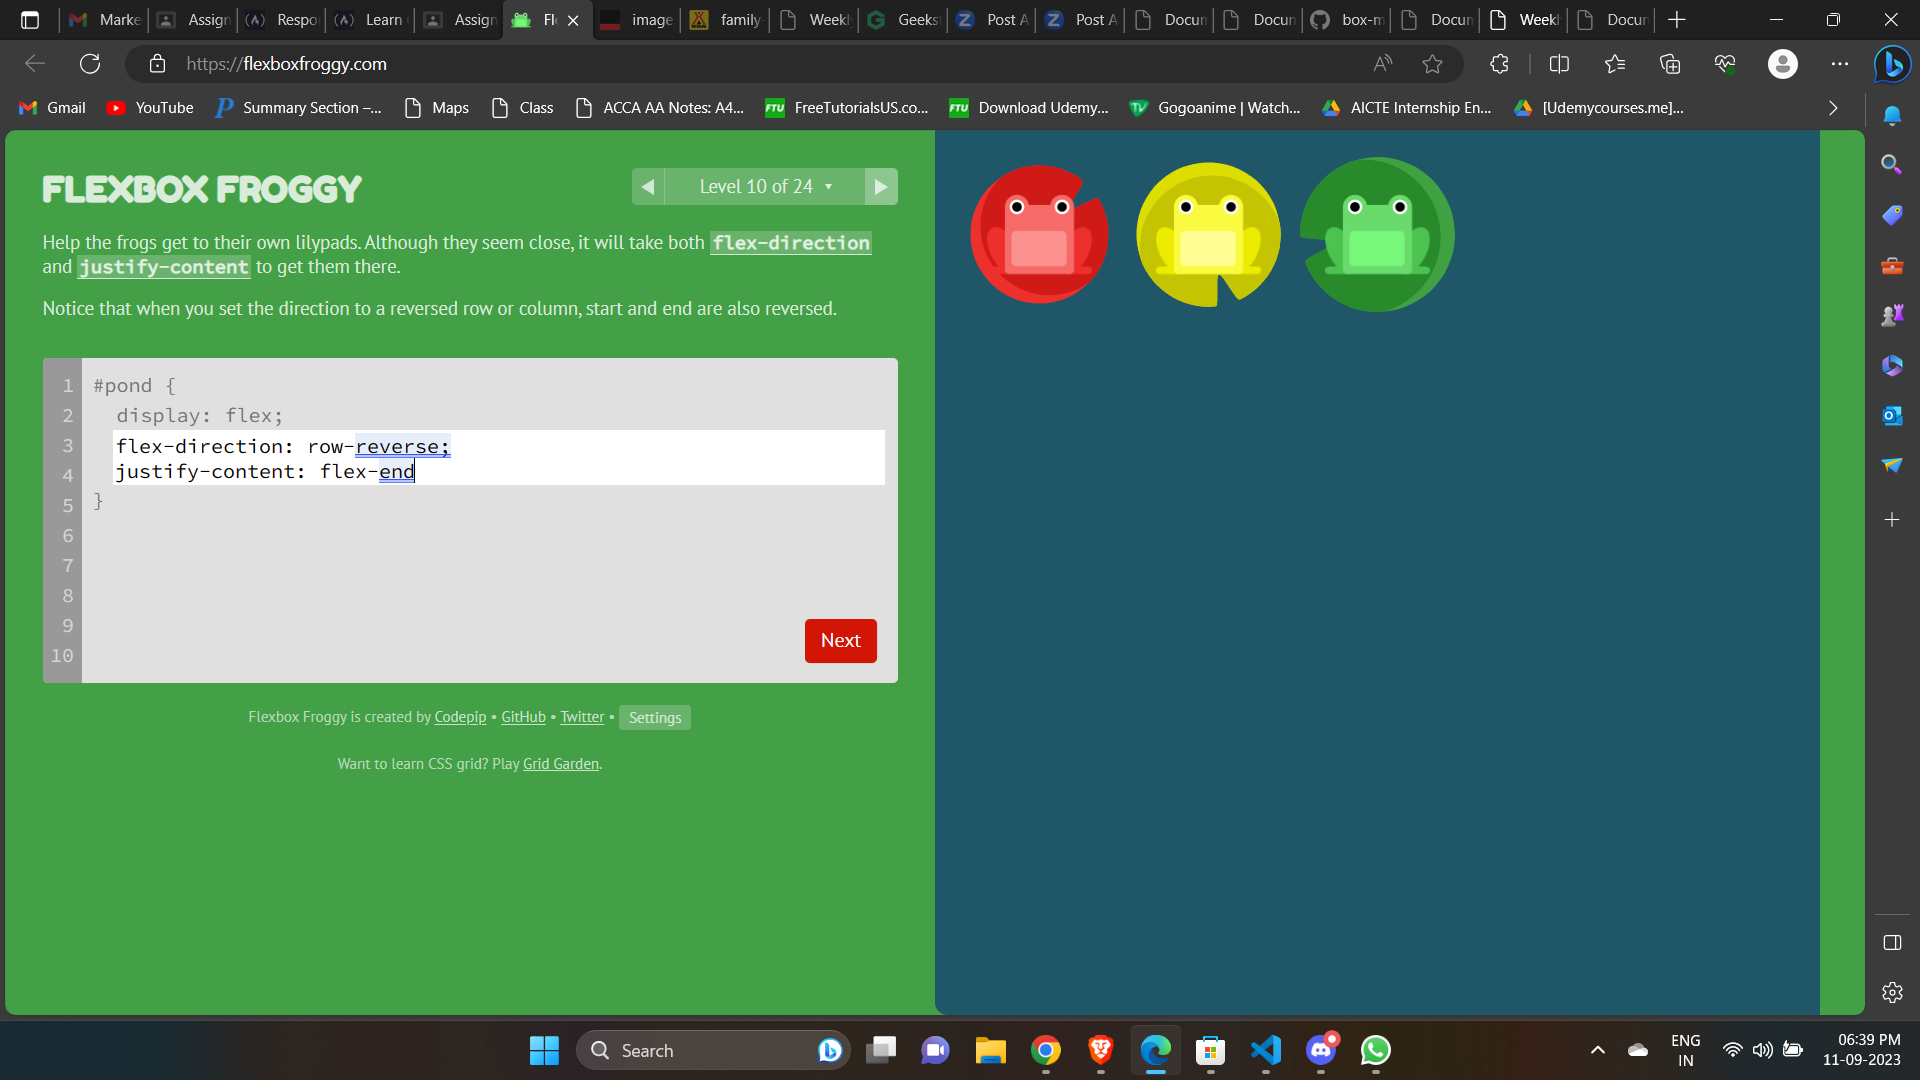 Marke
Assign
Respo
Learn
Assign
Fl
image
family
Weekl
Geekst
Post A
Post A
Docum
Docum
box-m
Docum
Weekl
Docum
https://flexboxfroggy.com
Gmail
YouTube
Summary Section –...
Maps
Class
ACCA AA Notes: A4...
FreeTutorialsUS.co...
Download Udemy...
Gogoanime | Watch...
AICTE Internship En...
[Udemycourses.me]...
FLEXBOX FROGGY
Level 10 of 24
Help the frogs get to their own lilypads. Although they seem close, it will take both flex-direction
and justify-content to get them there.
Notice that when you set the direction to a reversed row or column, start and end are also reversed.
1 #pond {
2 display: flex;
3 flex-direction: row-reverse;
4 justify-content: flex-end
5 }
6
7
8
9
10
Next
Flexbox Froggy is created by Codepip • GitHub • Twitter • Settings
Want to learn CSS grid? Play Grid Garden.
Search
ENG
IN
06:39 PM
11-09-2023